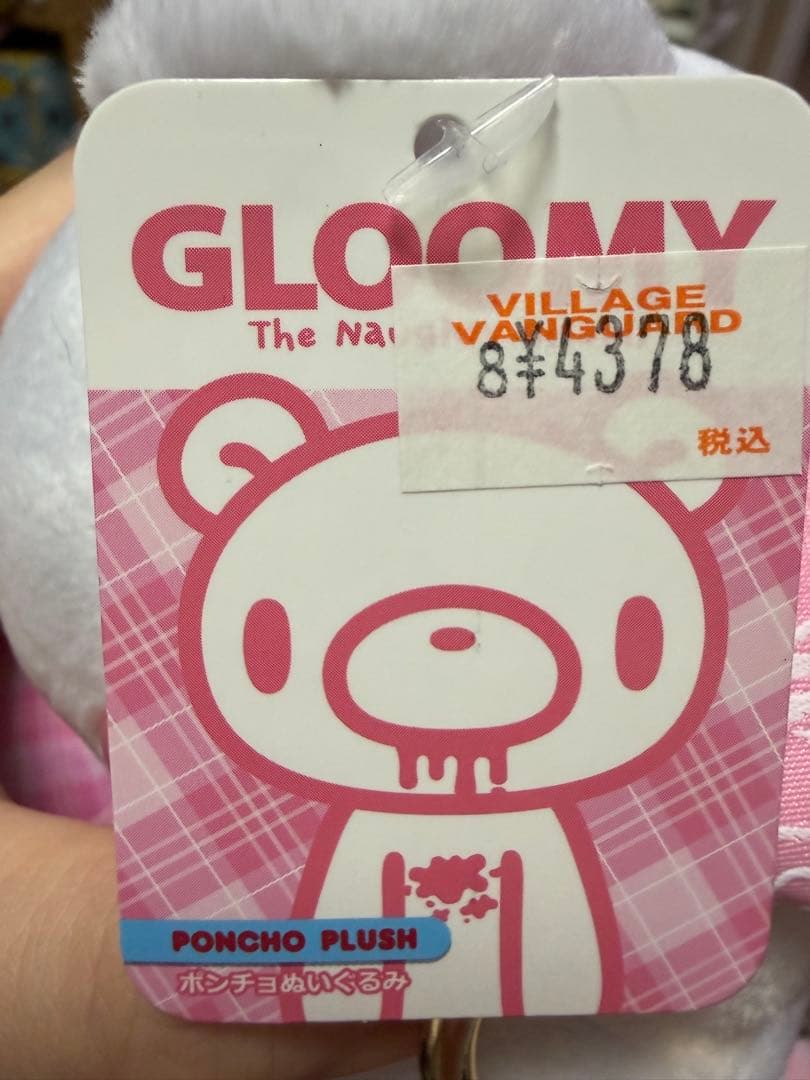 GLOOMY
The Naugh
VILLAGE
VANGUARD
8¥4378
税込
PONCHO PLUSH
ポンチョぬいぐるみ